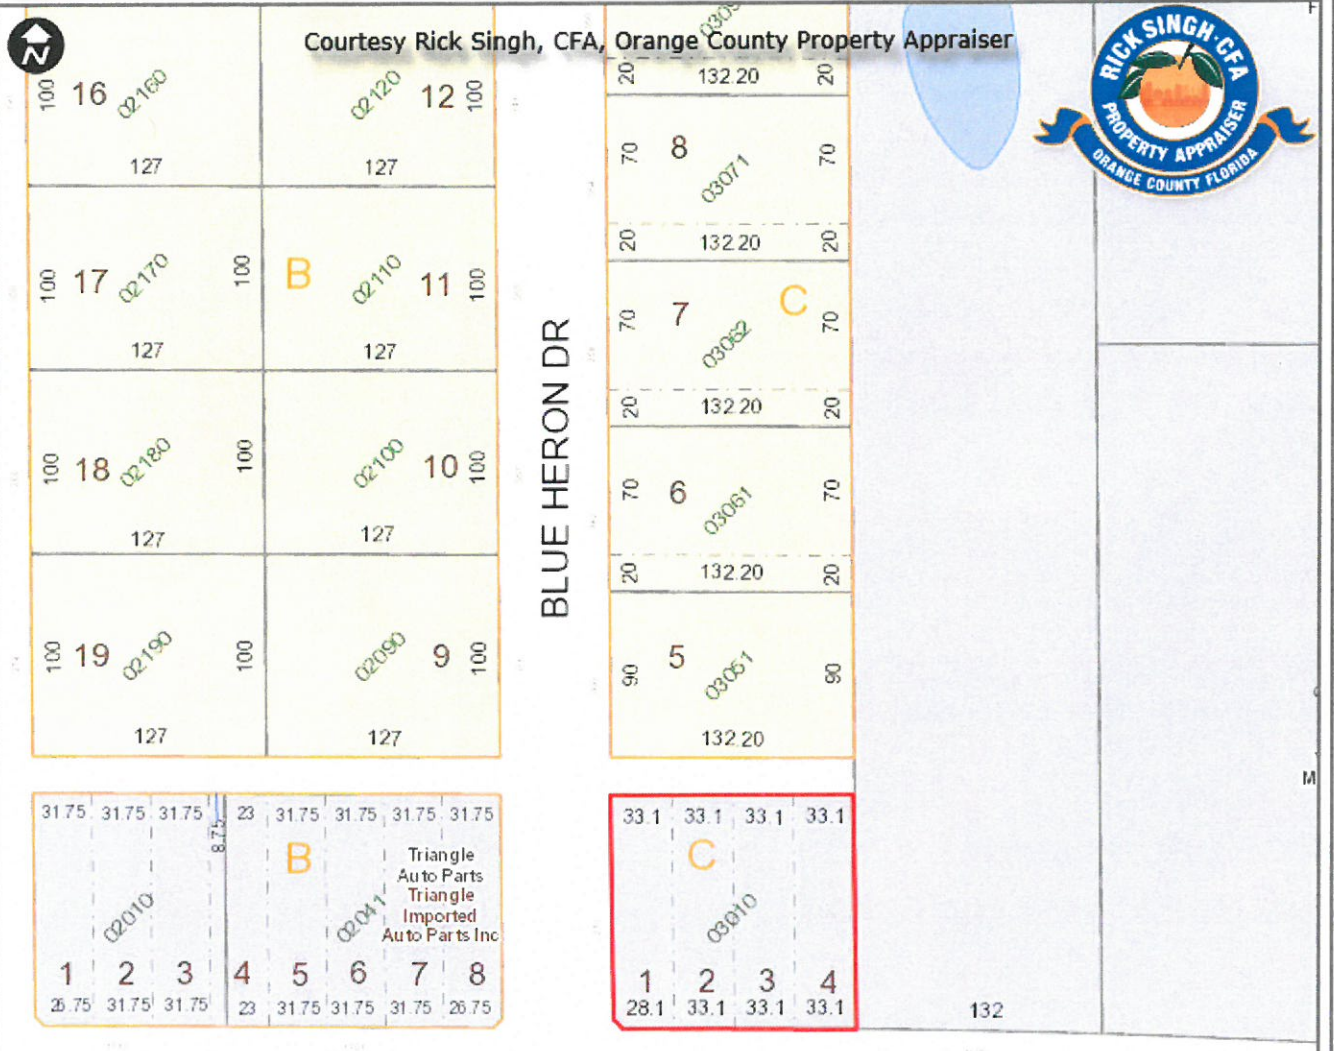 Courtesy Rick Singh, CFA, Orange County Property Appraiser
N
RICK SINGH·CFA
PROPERTY APPRAISER
ORANGE COUNTY FLORIDA
100 16 02160
127
02120 12 100
127
100 17 02170 100
127
B 02110 11 100
127
100 18 02180 100
127
02100 10 100
127
100 19 02190 100
127
02090 9 100
127
BLUE HERON DR
20 132.20 20
70 8 03071 70
20 132.20 20
70 7 03062 C 70
20 132.20 20
70 6 03061 70
20 132.20 20
90 5 03051 90
132.20
31.75 31.75 31.75 8.75 23 31.75 31.75 31.75 31.75
B
Triangle
Auto Parts
Triangle
Imported
Auto Parts Inc
02010 02041
1 2 3 4 5 6 7 8
26.75 31.75 31.75 23 31.75 31.75 31.75 26.75
33.1 33.1 33.1 33.1
C
03010
1 2 3 4
28.1 33.1 33.1 33.1
132
F
M